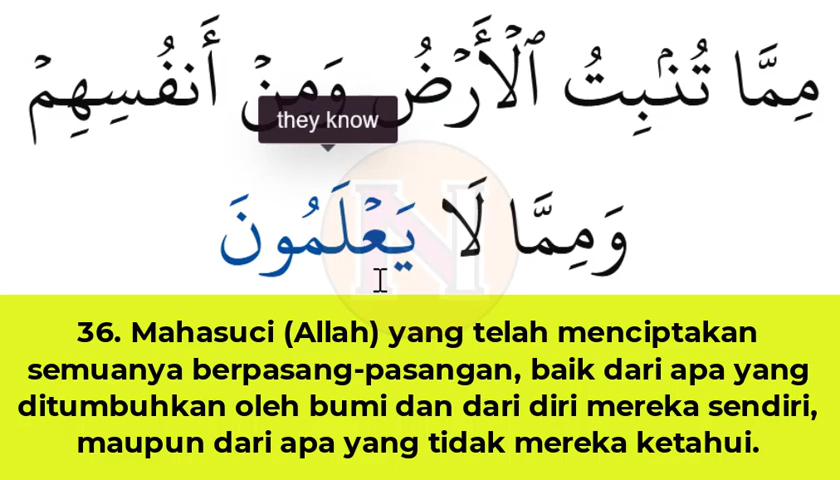 مِمَّا تُنۢبِتُ ٱلْأَرْضُ وَمِنْ أَنفُسِهِمْ
they know
وَمِمَّا لَا يَعْلَمُونَ
36. Mahasuci (Allah) yang telah menciptakan
semuanya berpasang-pasangan, baik dari apa yang
ditumbuhkan oleh bumi dan dari diri mereka sendiri,
maupun dari apa yang tidak mereka ketahui.